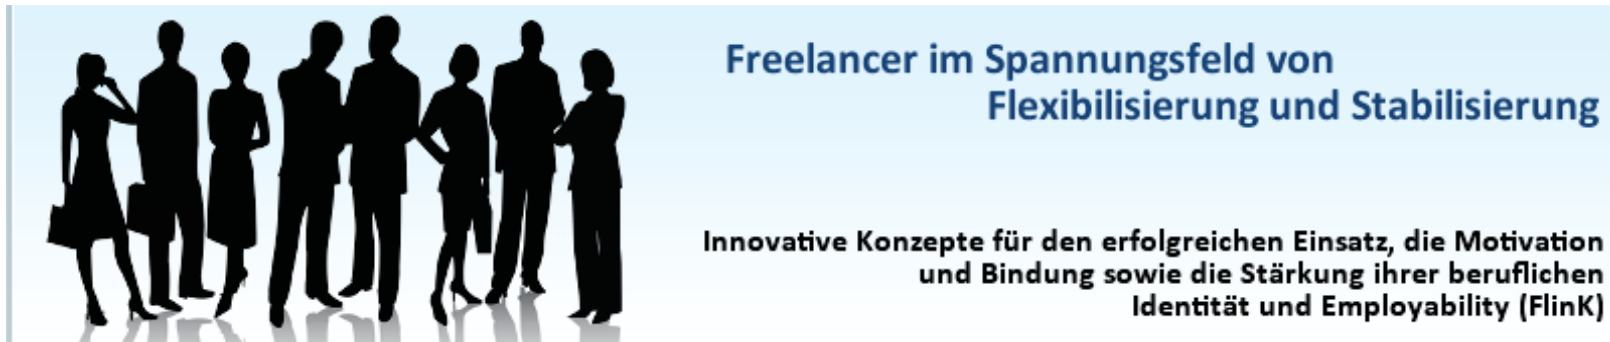 Freelancer im Spannungsfeld von
Flexibilisierung und Stabilisierung
Innovative Konzepte für den erfolgreichen Einsatz, die Motivation
und Bindung sowie die Stärkung ihrer beruflichen
Identität und Employability (FlinK)